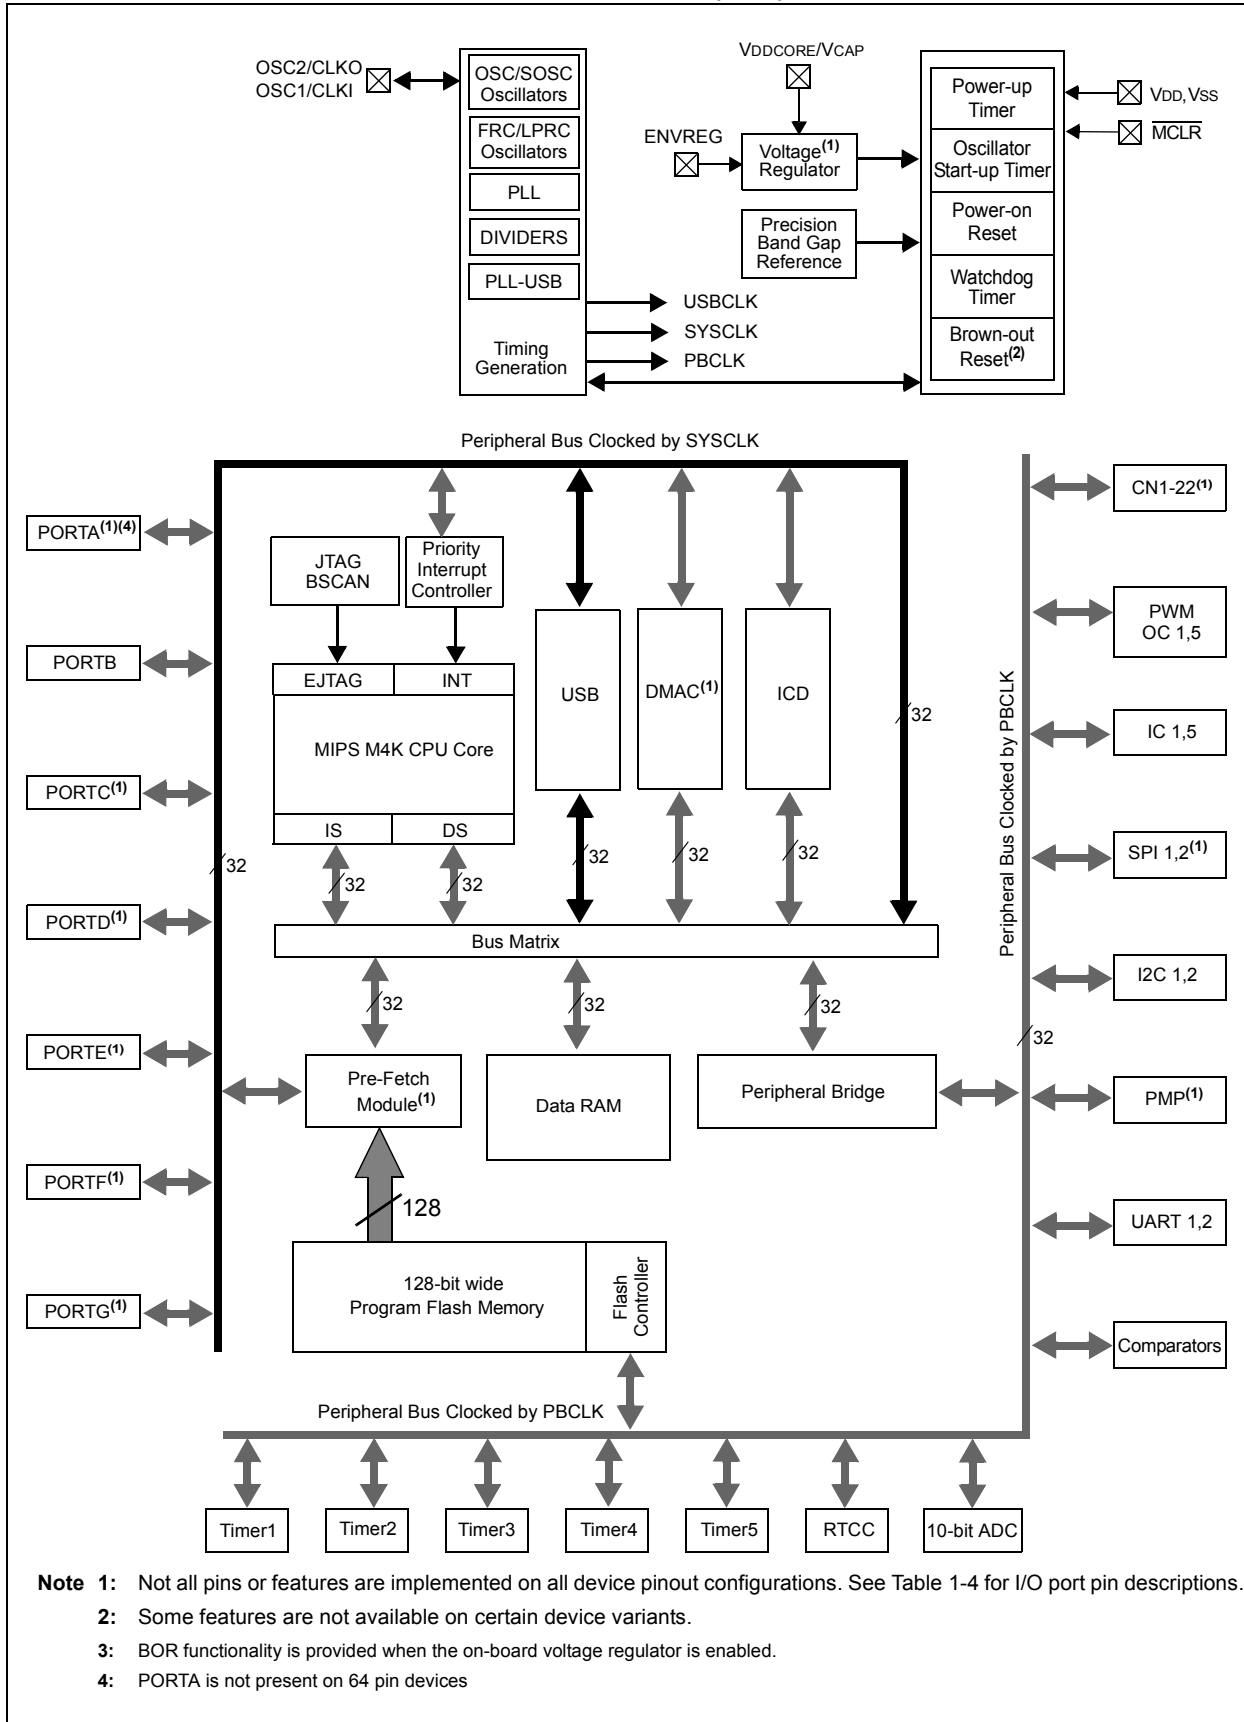 OSC2/CLKO
OSC1/CLKI
OSC/SOSC
Oscillators
FRC/LPRC
Oscillators
PLL
DIVIDERS
PLL-USB
Timing
Generation
USBCLK
SYSCLK
PBCLK
VDDCORE/VCAP
ENVREG
Voltage(1)
Regulator
Precision
Band Gap
Reference
Power-up
Timer
Oscillator
Start-up Timer
Power-on
Reset
Watchdog
Timer
Brown-out
Reset(2)
VDD, VSS
MCLR
Peripheral Bus Clocked by SYSCLK
PORTA(1)(4)
PORTB
PORTC(1)
PORTD(1)
PORTE(1)
PORTF(1)
PORTG(1)
32
JTAG
BSCAN
Priority
Interrupt
Controller
EJTAG
INT
MIPS M4K CPU Core
IS
DS
USB
DMAC(1)
ICD
32
32
32
32
32
32
Bus Matrix
32
32
32
Pre-Fetch
Module(1)
Data RAM
Peripheral Bridge
128
128-bit wide
Program Flash Memory
Flash
Controller
Peripheral Bus Clocked by PBCLK
32
CN1-22(1)
PWM
OC 1,5
IC 1,5
SPI 1,2(1)
I2C 1,2
PMP(1)
UART 1,2
Comparators
Peripheral Bus Clocked by PBCLK
Timer1
Timer2
Timer3
Timer4
Timer5
RTCC
10-bit ADC
Note 1: Not all pins or features are implemented on all device pinout configurations. See Table 1-4 for I/O port pin descriptions.
2: Some features are not available on certain device variants.
3: BOR functionality is provided when the on-board voltage regulator is enabled.
4: PORTA is not present on 64 pin devices